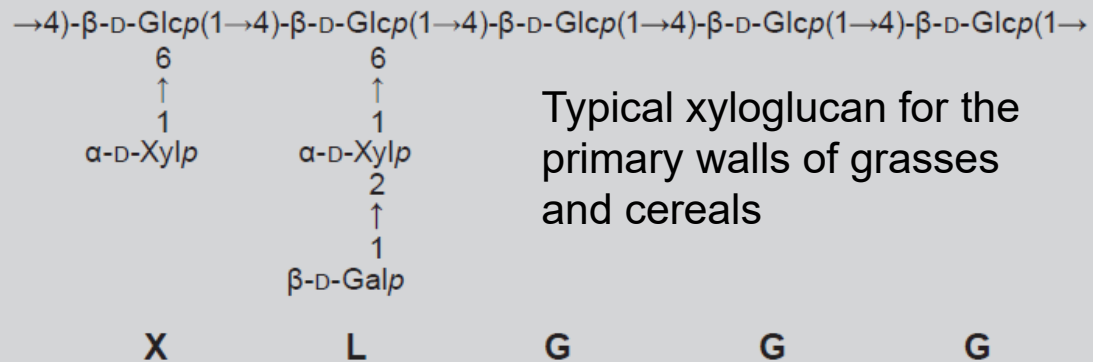 →4)-β-D-Glcp(1→4)-β-D-Glcp(1→4)-β-D-Glcp(1→4)-β-D-Glcp(1→4)-β-D-Glcp(1→
6 6
↑ ↑
1 1
α-D-Xylp α-D-Xylp
2
↑
1
β-D-Galp
Typical xyloglucan for the
primary walls of grasses
and cereals
X L G G G